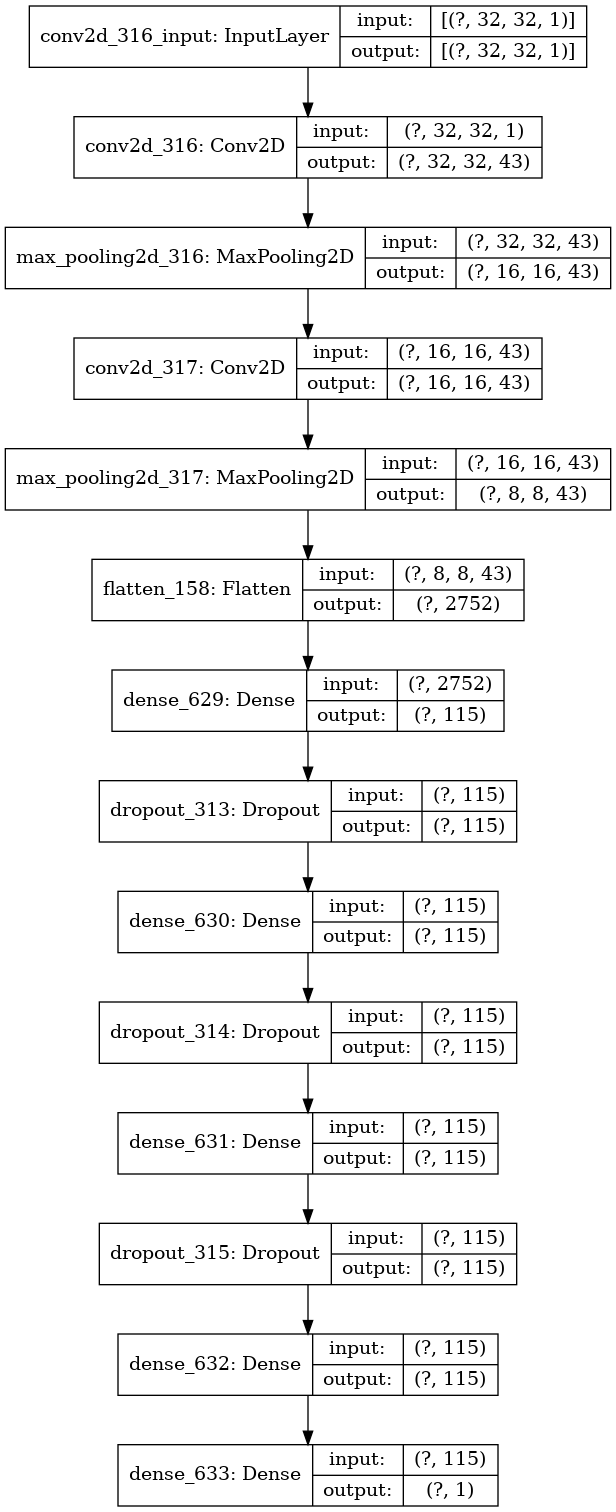 conv2d_316_input: InputLayer
input: [(?, 32, 32, 1)]
output: [(?, 32, 32, 1)]
conv2d_316: Conv2D
input: (?, 32, 32, 1)
output: (?, 32, 32, 43)
max_pooling2d_316: MaxPooling2D
input: (?, 32, 32, 43)
output: (?, 16, 16, 43)
conv2d_317: Conv2D
input: (?, 16, 16, 43)
output: (?, 16, 16, 43)
max_pooling2d_317: MaxPooling2D
input: (?, 16, 16, 43)
output: (?, 8, 8, 43)
flatten_158: Flatten
input: (?, 8, 8, 43)
output: (?, 2752)
dense_629: Dense
input: (?, 2752)
output: (?, 115)
dropout_313: Dropout
input: (?, 115)
output: (?, 115)
dense_630: Dense
input: (?, 115)
output: (?, 115)
dropout_314: Dropout
input: (?, 115)
output: (?, 115)
dense_631: Dense
input: (?, 115)
output: (?, 115)
dropout_315: Dropout
input: (?, 115)
output: (?, 115)
dense_632: Dense
input: (?, 115)
output: (?, 115)
dense_633: Dense
input: (?, 115)
output: (?, 1)